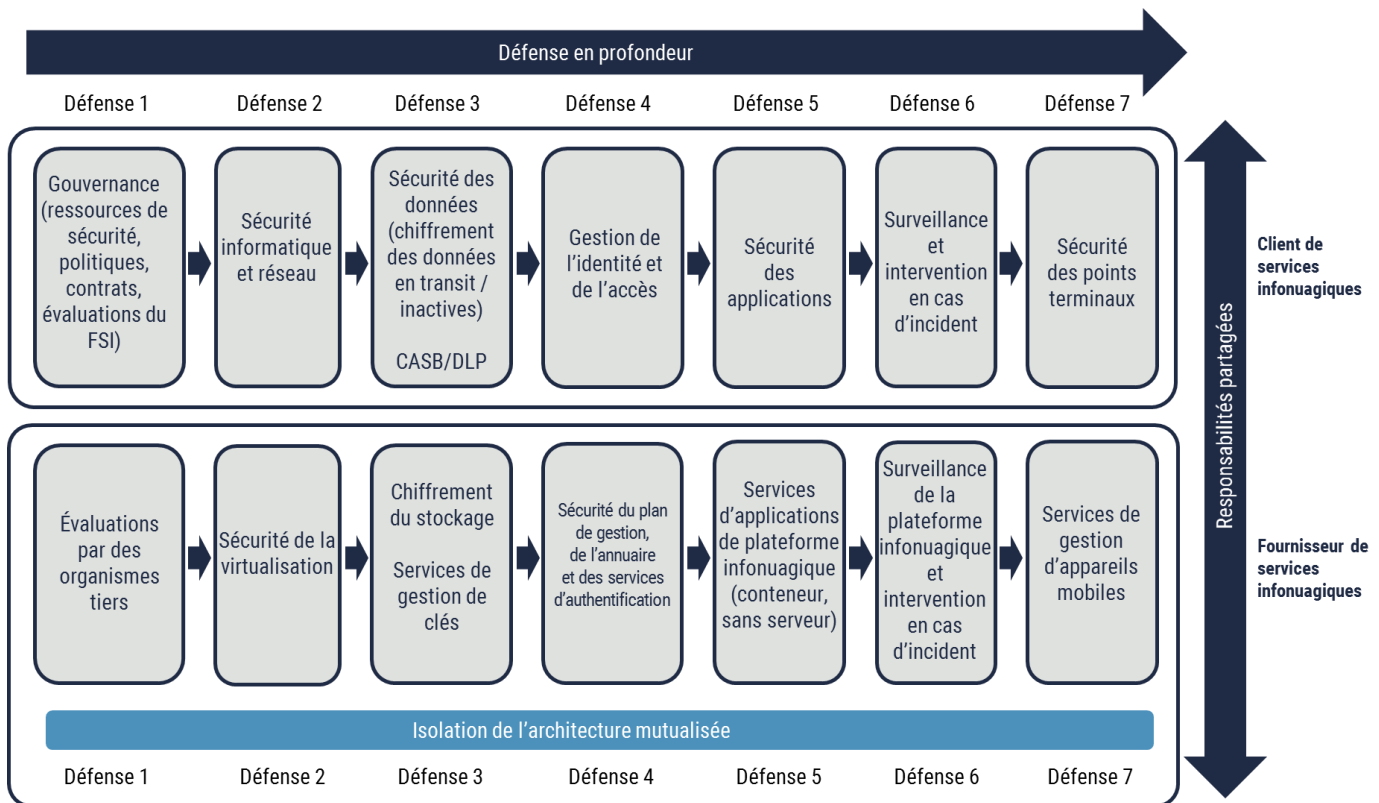 Défense en profondeur
Défense 1
Défense 2
Défense 3
Défense 4
Défense 5
Défense 6
Défense 7
Gouvernance
(ressources de
sécurité,
politiques,
contrats,
évaluations du
FSI)
Sécurité
informatique
et réseau
Sécurité des
données
(chiffrement
des données
en transit /
inactives)
CASB/DLP
Gestion de
l’identité et
de l’accès
Sécurité
des
applications
Surveillance
et
intervention
en cas
d’incident
Sécurité
des points
terminaux
Client de
services
infonuagiques
Responsabilités partagées
Évaluations
par des
organismes
tiers
Sécurité de la
virtualisation
Chiffrement
du stockage
Services de
gestion de
clés
Sécurité du plan
de gestion,
de l’annuaire
et des services
d’authentification
Services
d’applications
de plateforme
infonuagique
(conteneur,
sans serveur)
Surveillance
de la
plateforme
infonuagique
et
intervention
en cas
d’incident
Services de
gestion
d’appareils
mobiles
Fournisseur de
services
infonuagiques
Isolation de l’architecture mutualisée
Défense 1
Défense 2
Défense 3
Défense 4
Défense 5
Défense 6
Défense 7